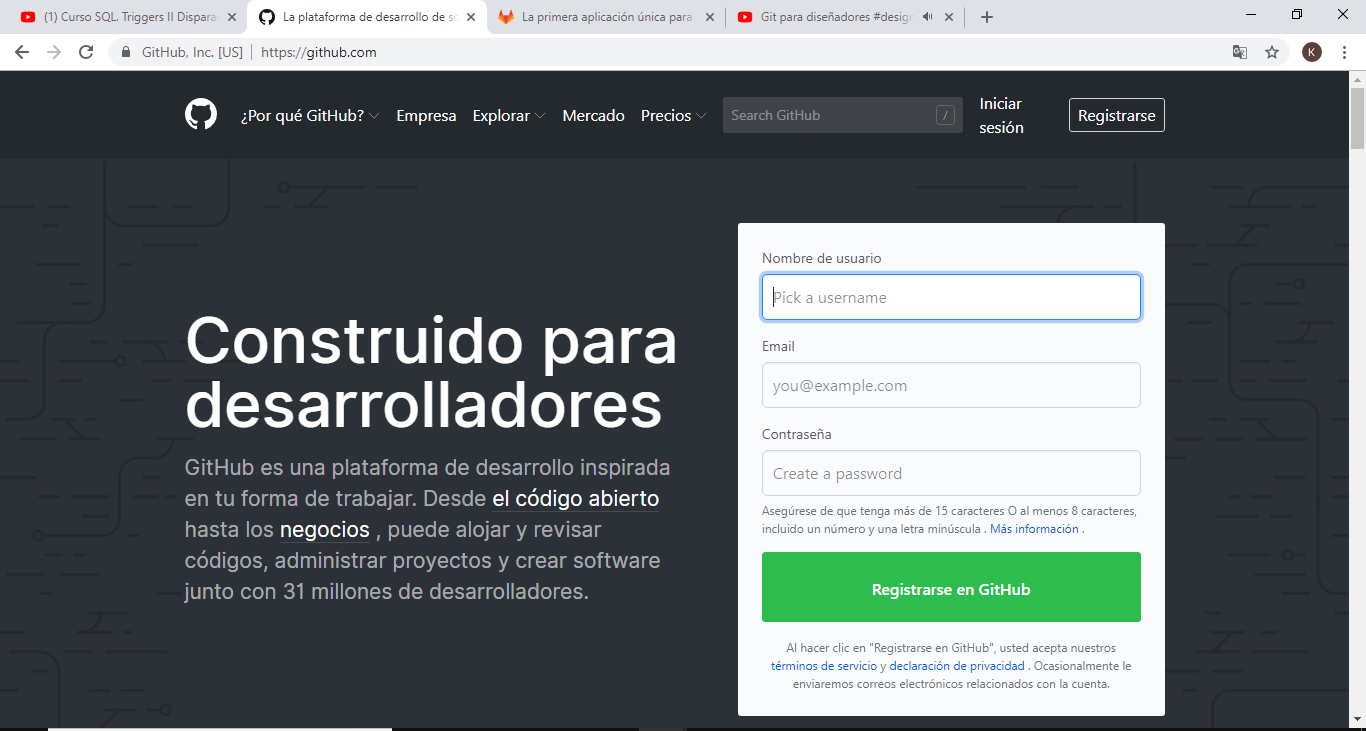 (1) Curso SQL. Triggers II Dispara
La plataforma de desarrollo de so
La primera aplicación única para
Git para diseñadores #design
GitHub, Inc. [US]
https://github.com
K
¿Por qué GitHub?
Empresa
Explorar
Mercado
Precios
Search GitHub
/
Iniciar
sesión
Registrarse
Construido para
desarrolladores
GitHub es una plataforma de desarrollo inspirada
en tu forma de trabajar. Desde el código abierto
hasta los negocios , puede alojar y revisar
códigos, administrar proyectos y crear software
junto con 31 millones de desarrolladores.
Nombre de usuario
Pick a username
Email
you@example.com
Contraseña
Create a password
Asegúrese de que tenga más de 15 caracteres O al menos 8 caracteres,
incluido un número y una letra minúscula . Más información .
Registrarse en GitHub
Al hacer clic en "Registrarse en GitHub", usted acepta nuestros
términos de servicio y declaración de privacidad . Ocasionalmente le
enviaremos correos electrónicos relacionados con la cuenta.